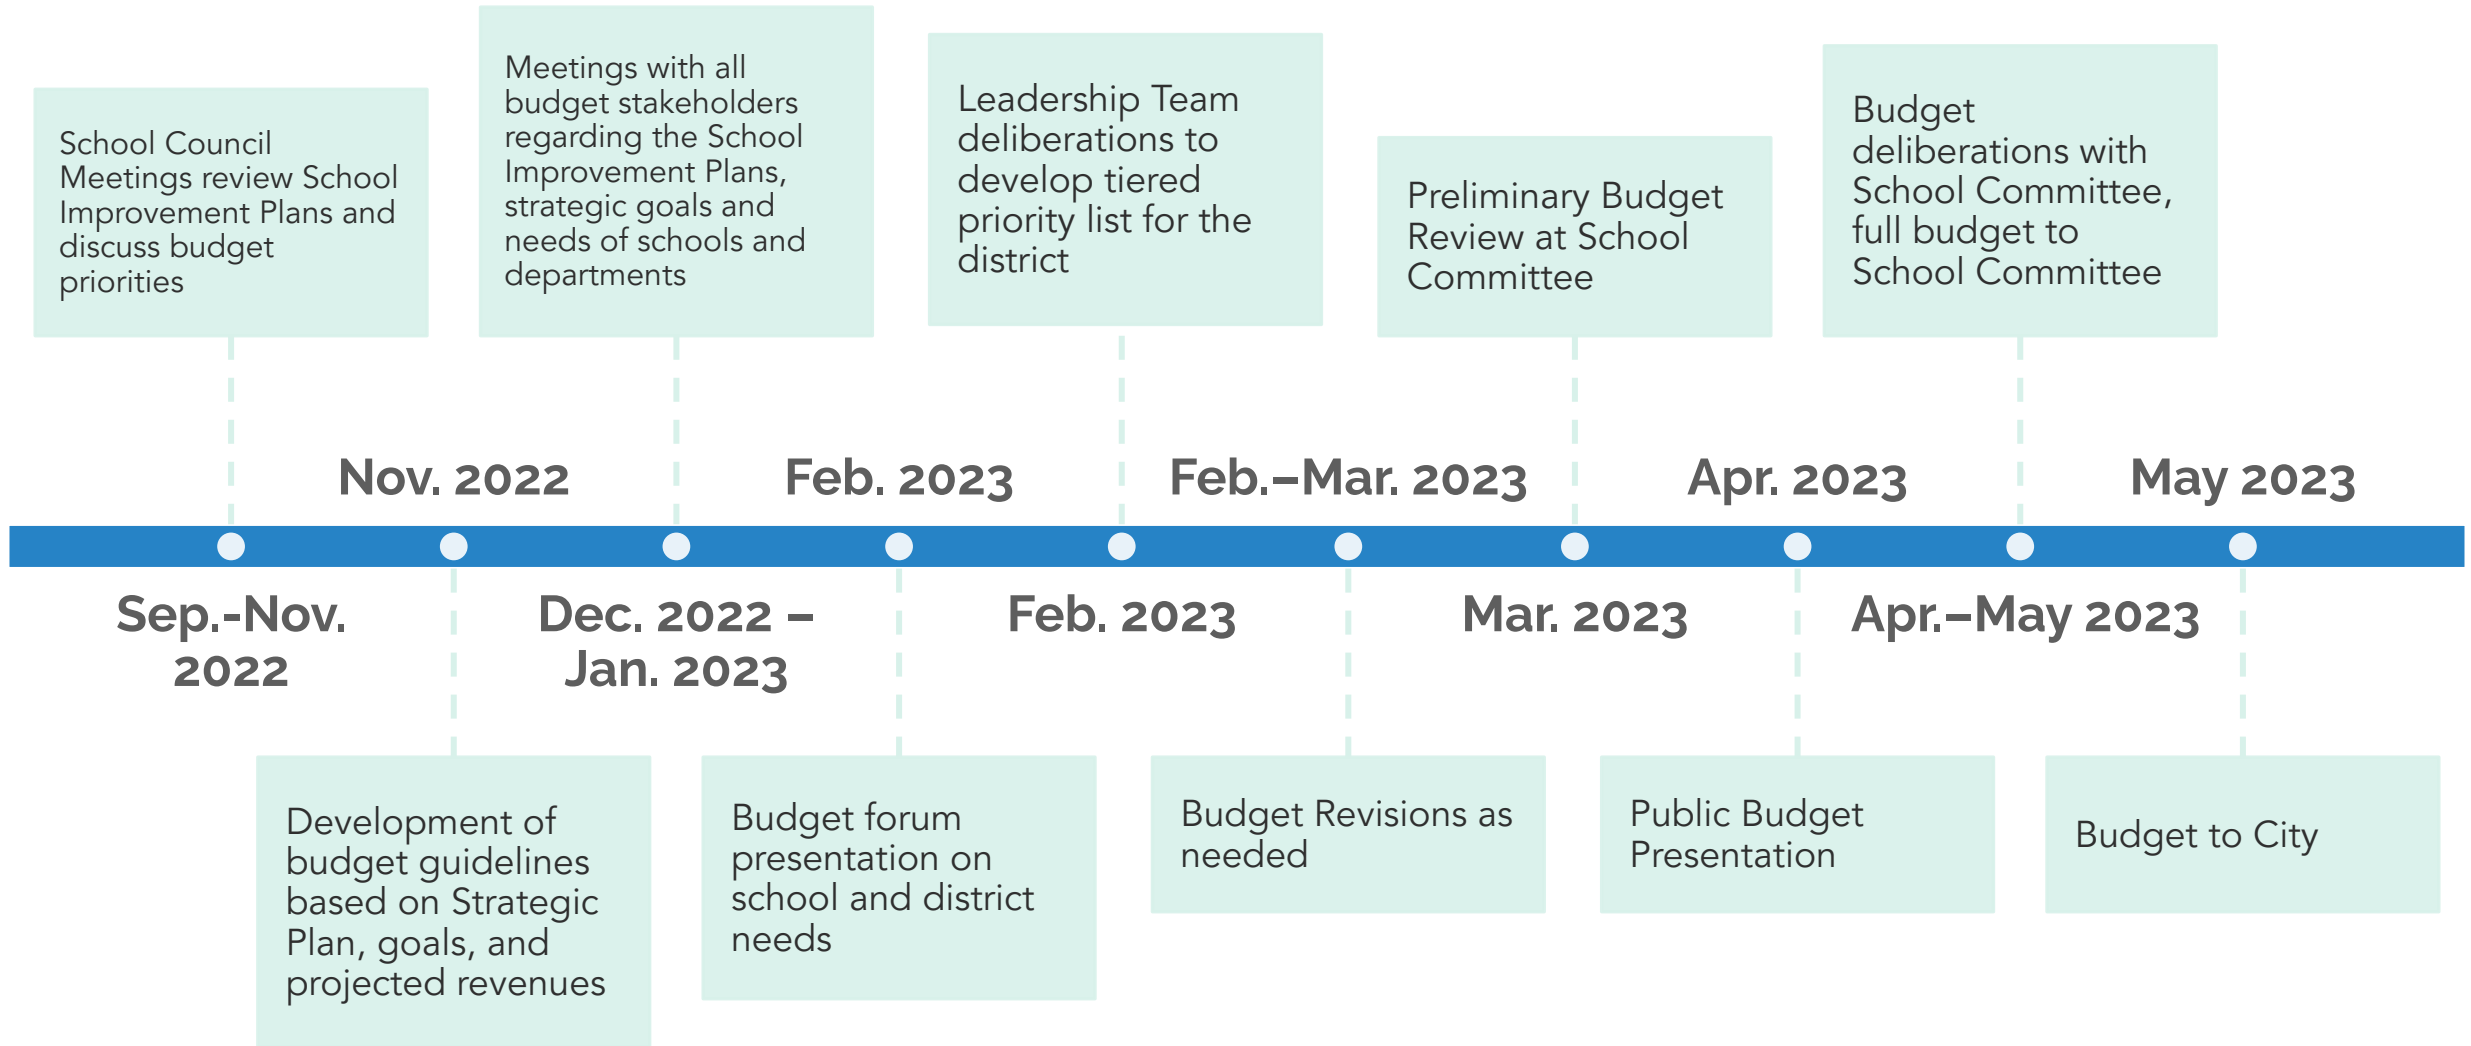 School Council
Meetings review School
Improvement Plans and
discuss budget
priorities
Meetings with all
budget stakeholders
regarding the School
Improvement Plans,
strategic goals and
needs of schools and
departments
Leadership Team
deliberations to
develop tiered
priority list for the
district
Preliminary Budget
Review at School
Committee
Budget
deliberations with
School Committee,
full budget to
School Committee
Nov. 2022
Feb. 2023
Feb.–Mar. 2023
Apr. 2023
May 2023
Sep.-Nov.
2022
Dec. 2022 –
Jan. 2023
Feb. 2023
Mar. 2023
Apr.–May 2023
Development of
budget guidelines
based on Strategic
Plan, goals, and
projected revenues
Budget forum
presentation on
school and district
needs
Budget Revisions as
needed
Public Budget
Presentation
Budget to City